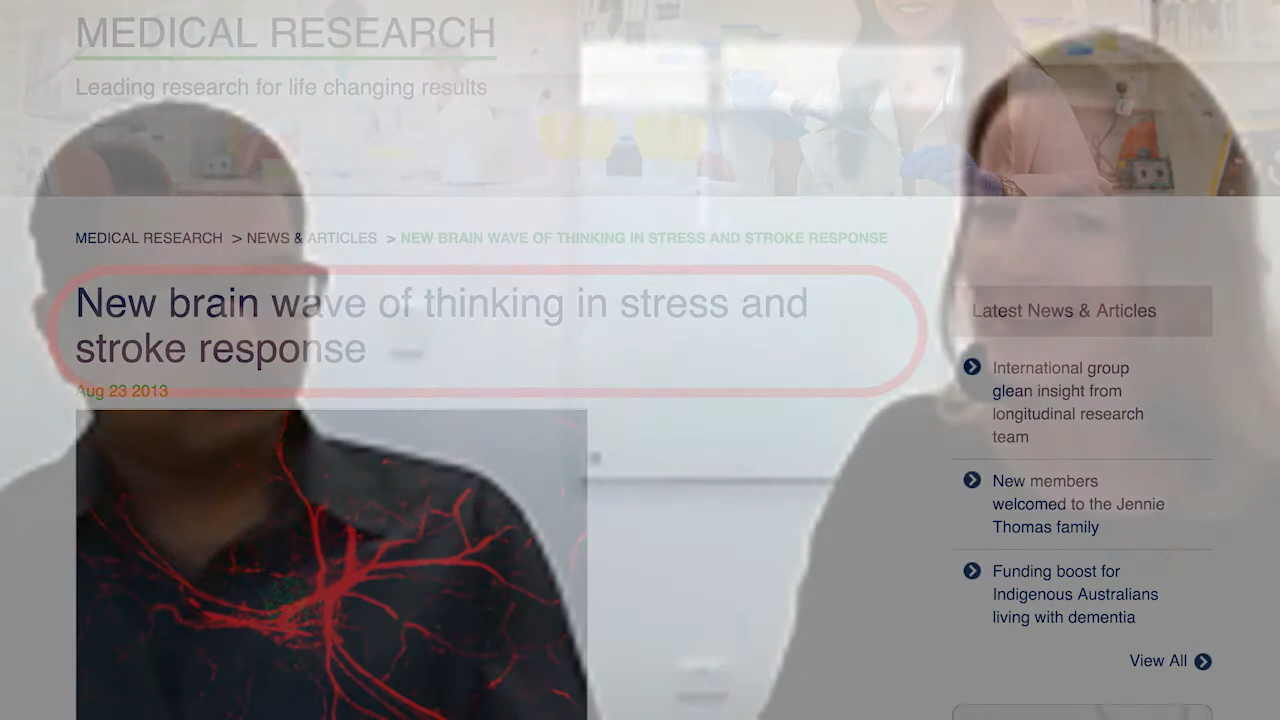 MEDICAL RESEARCH
Leading research for life changing results
MEDICAL RESEARCH > NEWS & ARTICLES > NEW BRAIN WAVE OF THINKING IN STRESS AND STROKE RESPONSE
New brain wave of thinking in stress and
stroke response
Aug 23 2013
Latest News & Articles
International group
glean insight from
longitudinal research
team
New members
welcomed to the Jennie
Thomas family
Funding boost for
Indigenous Australians
living with dementia
View All